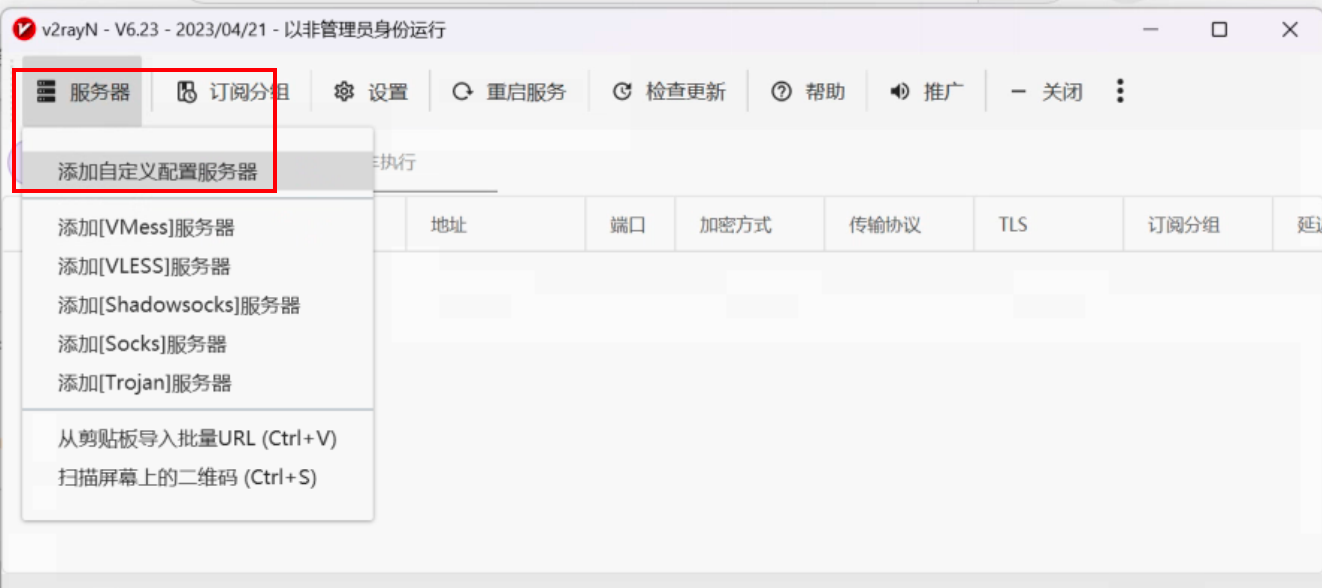 v2rayN - V6.23 - 2023/04/21 - 以非管理员身份运行
服务器 订阅分组 设置 重启服务 检查更新 帮助 推广 关闭
添加自定义配置服务器 执行
添加[VMess]服务器 地址 端口 加密方式 传输协议 TLS 订阅分组
添加[VLESS]服务器
添加[Shadowsocks]服务器
添加[Socks]服务器
添加[Trojan]服务器
从剪贴板导入批量URL (Ctrl+V)
扫描屏幕上的二维码 (Ctrl+S)